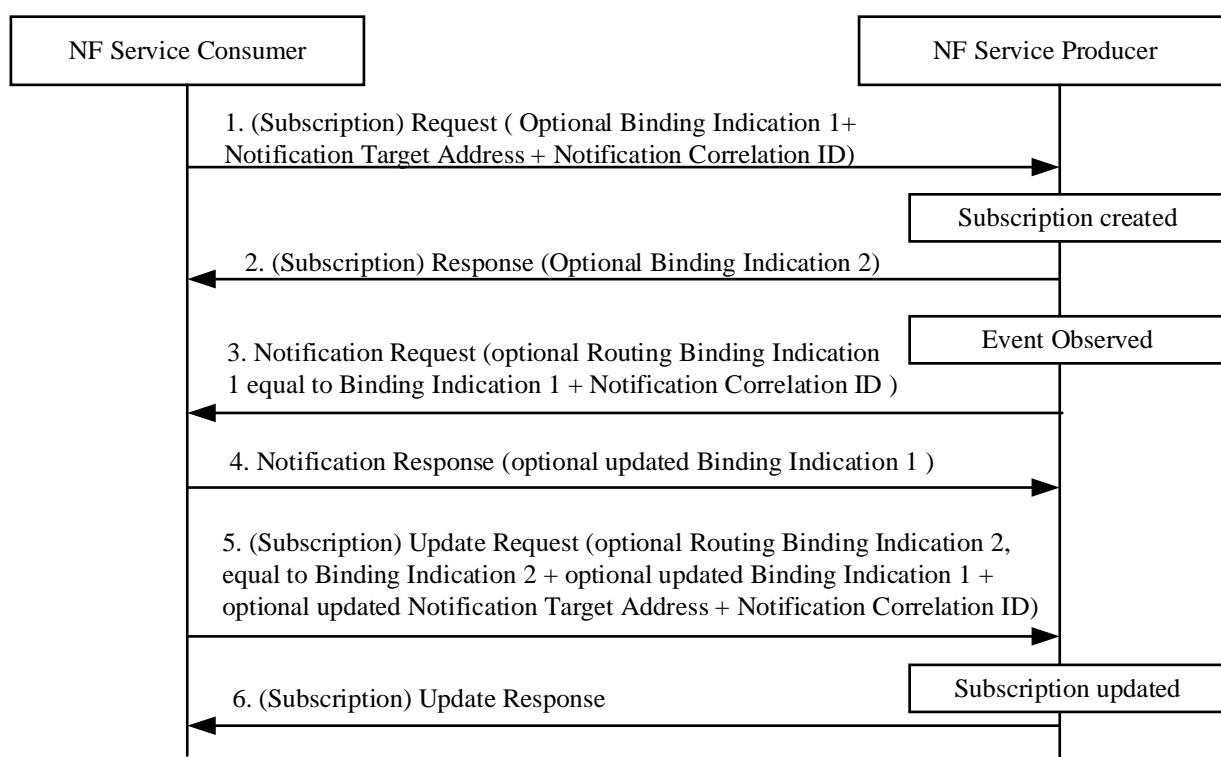 NF Service Consumer
NF Service Producer
1. (Subscription) Request ( Optional Binding Indication 1+
Notification Target Address + Notification Correlation ID)
Subscription created
2. (Subscription) Response (Optional Binding Indication 2)
Event Observed
3. Notification Request (optional Routing Binding Indication
1 equal to Binding Indication 1 + Notification Correlation ID )
4. Notification Response (optional updated Binding Indication 1 )
5. (Subscription) Update Request (optional Routing Binding Indication 2,
equal to Binding Indication 2 + optional updated Binding Indication 1 +
optional updated Notification Target Address + Notification Correlation ID)
Subscription updated
6. (Subscription) Update Response